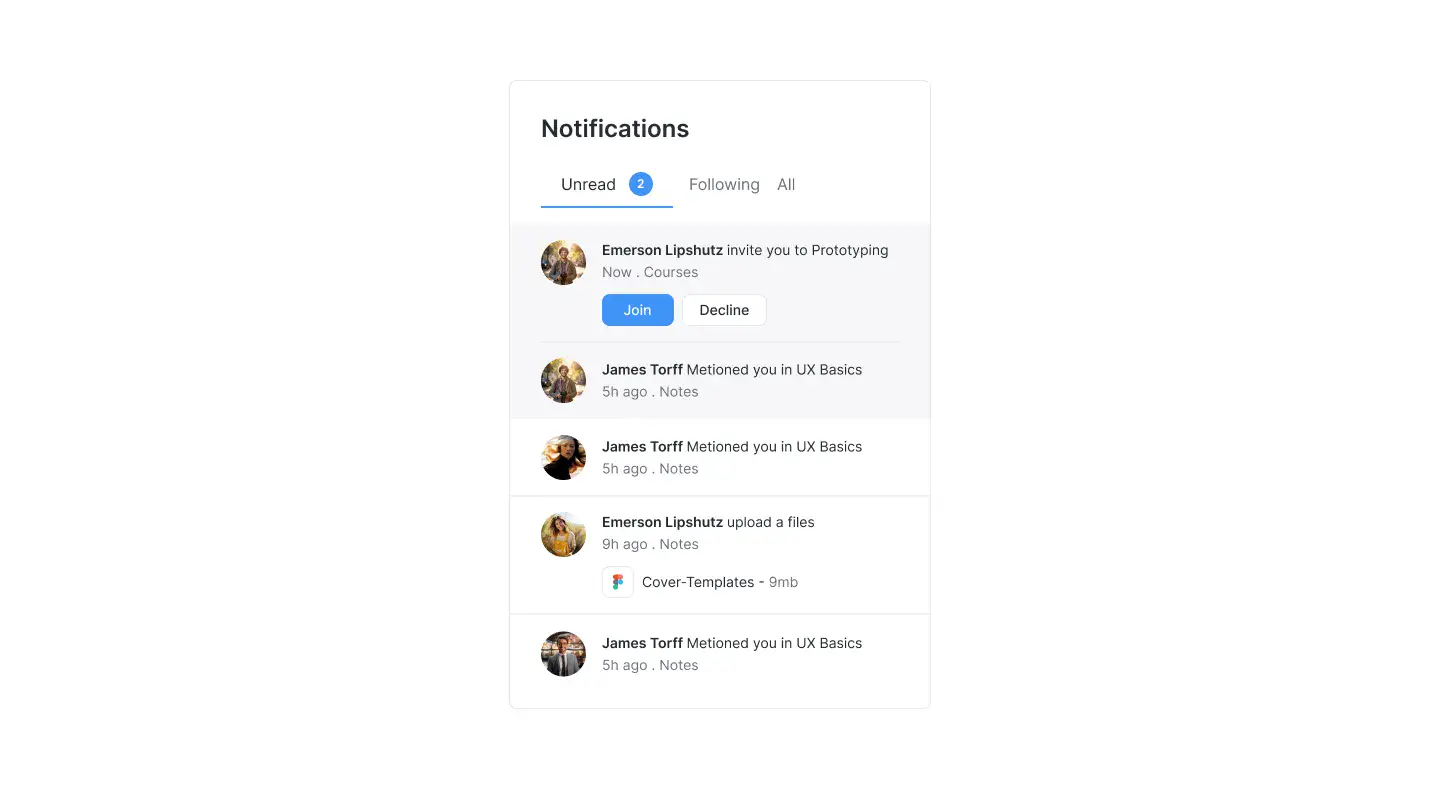 Notifications
Unread 2 Following All
Emerson Lipshutz invite you to Prototyping
Now . Courses
Join Decline
James Torff Metioned you in UX Basics
5h ago . Notes
James Torff Metioned you in UX Basics
5h ago . Notes
Emerson Lipshutz upload a files
9h ago . Notes
Cover-Templates - 9mb
James Torff Metioned you in UX Basics
5h ago . Notes